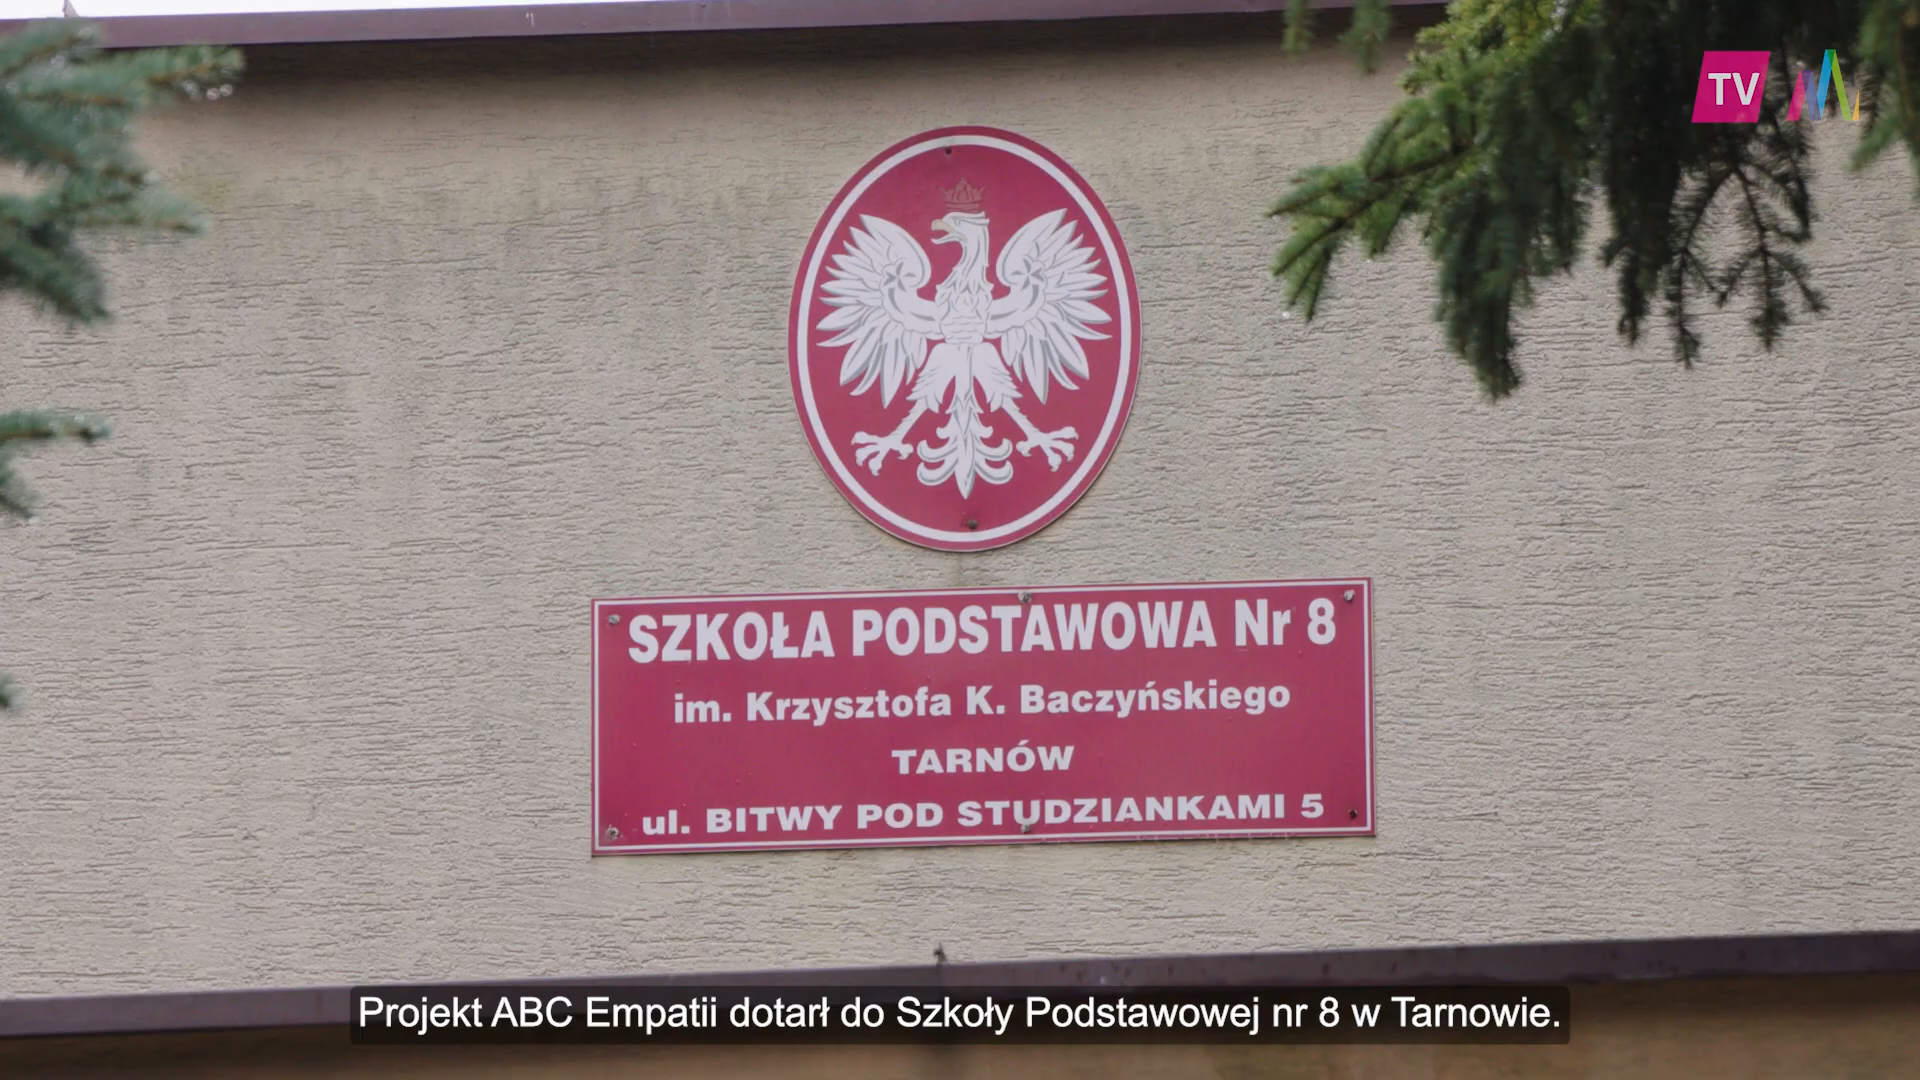 TV
SZKOŁA PODSTAWOWA Nr 8
im. Krzysztofa K. Baczyńskiego
TARNÓW
ul. BITWY POD STUDZIANKAMI 5
Projekt ABC Empatii dotarł do Szkoły Podstawowej nr 8 w Tarnowie.